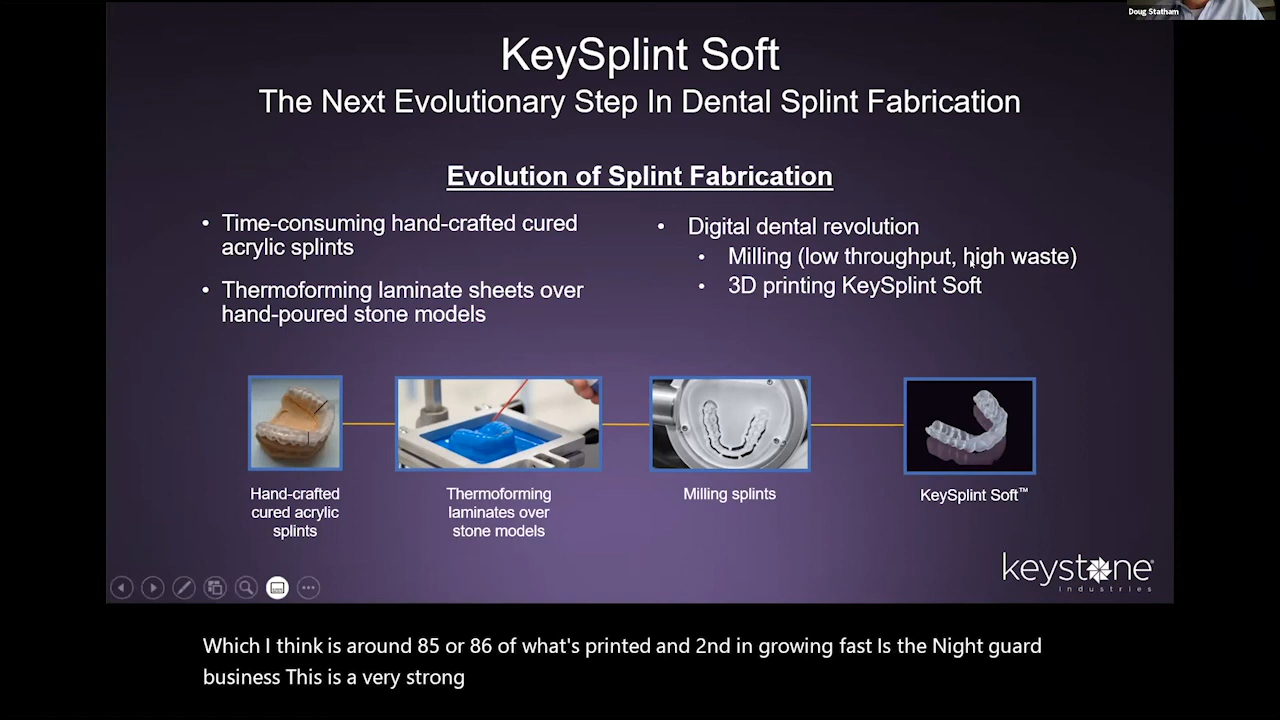 Doug Statham
KeySplint Soft
The Next Evolutionary Step In Dental Splint Fabrication
Evolution of Splint Fabrication
• Time-consuming hand-crafted cured
acrylic splints
• Thermoforming laminate sheets over
hand-poured stone models
• Digital dental revolution
• Milling (low throughput, high waste)
• 3D printing KeySplint Soft
Hand-crafted
cured acrylic
splints
Thermoforming
laminates over
stone models
Milling splints
KeySplint Soft™
keystone®
industries
Which I think is around 85 or 86 of what's printed and 2nd in growing fast Is the Night guard
business This is a very strong